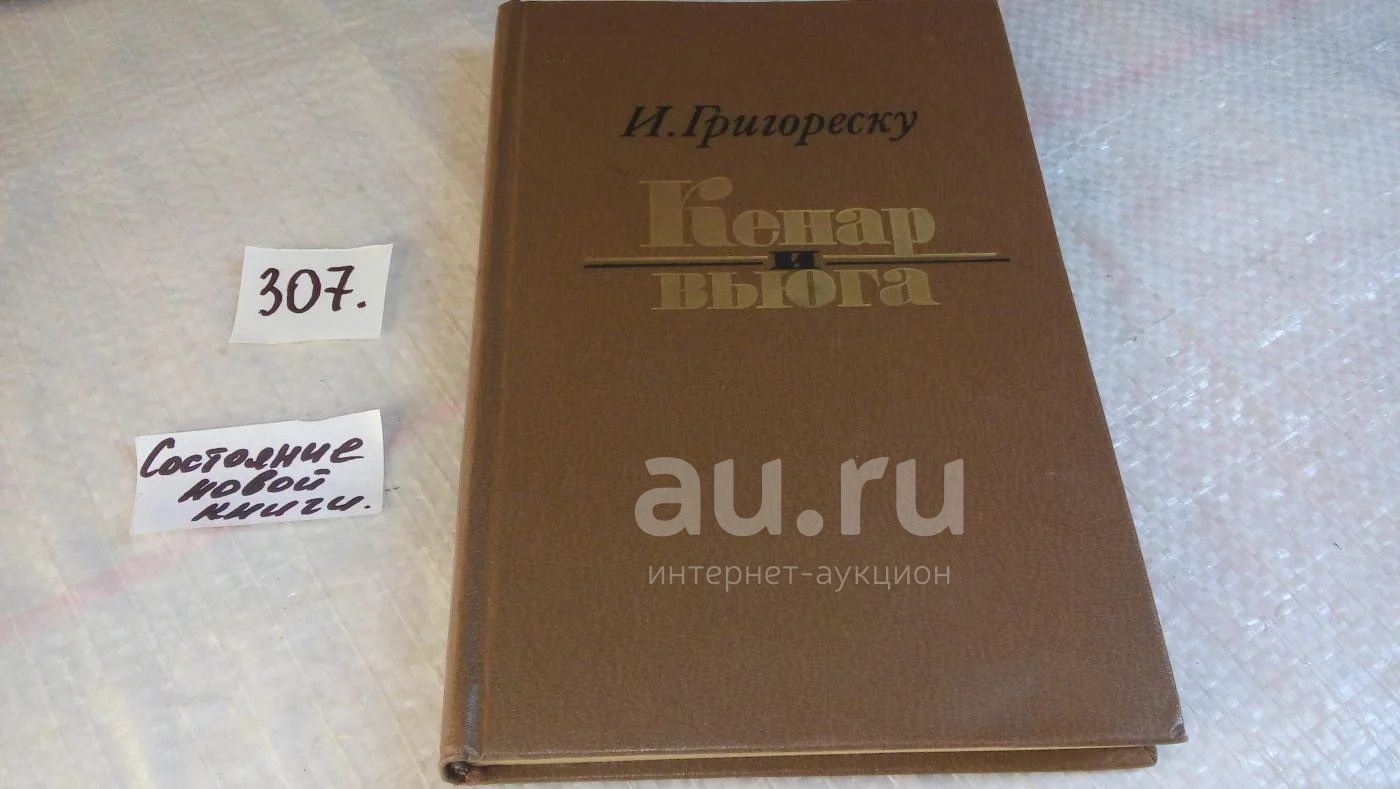 И. Григореску
Кенар
и
вьюга
307.
Состояние
новой
книги.
au.ru
интернет-аукцион